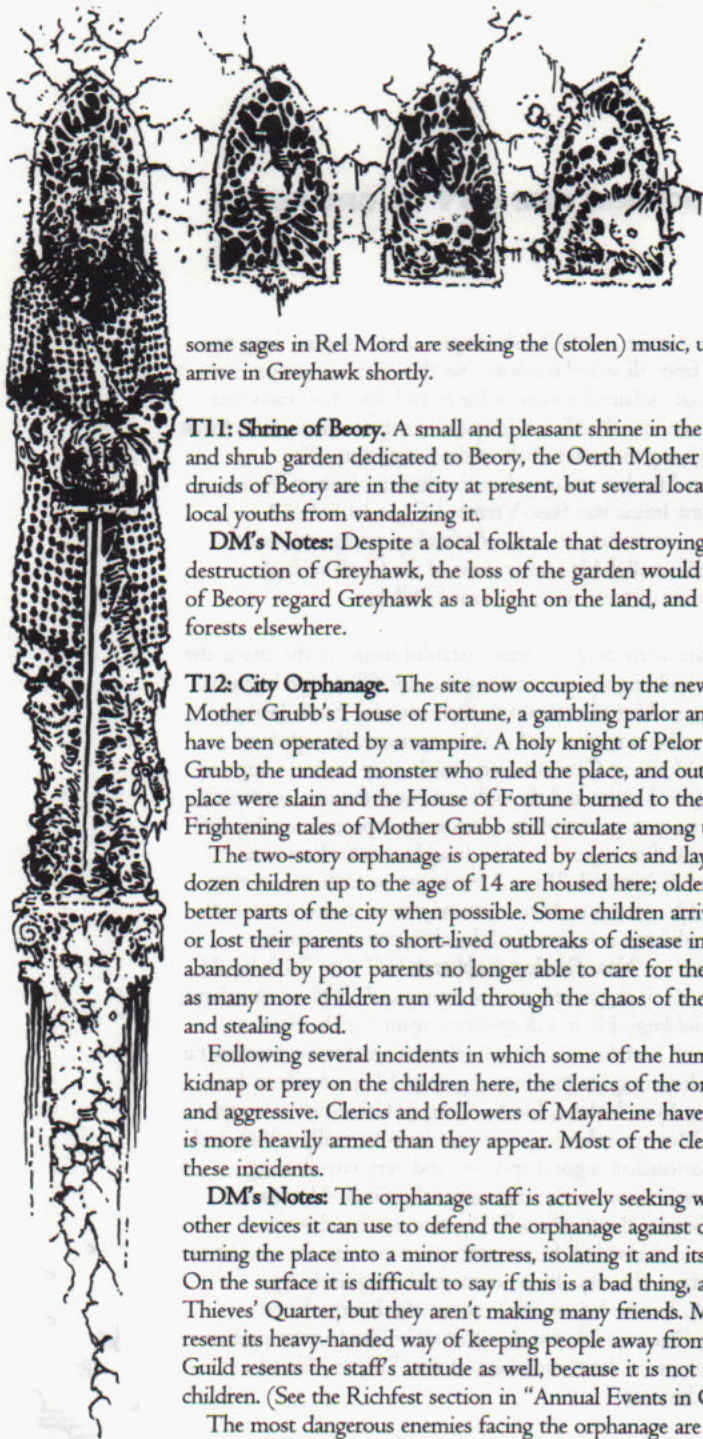 some sages in Rel Mord are seeking the (stolen) music, u
arrive in Greyhawk shortly.
T11: Shrine of Beory. A small and pleasant shrine in the
and shrub garden dedicated to Beory, the Oerth Mother
druids of Beory are in the city at present, but several loca
local youths from vandalizing it.
DM's Notes: Despite a local folktale that destroying
destruction of Greyhawk, the loss of the garden would
of Beory regard Greyhawk as a blight on the land, and
forests elsewhere.
T12: City Orphanage. The site now occupied by the new
Mother Grubb's House of Fortune, a gambling parlor an
have been operated by a vampire. A holy knight of Pelor
Grubb, the undead monster who ruled the place, and out
place were slain and the House of Fortune burned to the
Frightening tales of Mother Grubb still circulate among t
The two-story orphanage is operated by clerics and lay
dozen children up to the age of 14 are housed here; older
better parts of the city when possible. Some children arriv
or lost their parents to short-lived outbreaks of disease in
abandoned by poor parents no longer able to care for the
as many more children run wild through the chaos of the
and stealing food.
Following several incidents in which some of the hum
kidnap or prey on the children here, the clerics of the or
and aggressive. Clerics and followers of Mayaheine have
is more heavily armed than they appear. Most of the cle
these incidents.
DM's Notes: The orphanage staff is actively seeking w
other devices it can use to defend the orphanage against c
turning the place into a minor fortress, isolating it and its
On the surface it is difficult to say if this is a bad thing, a
Thieves' Quarter, but they aren't making many friends. M
resent its heavy-handed way of keeping people away from
Guild resents the staff's attitude as well, because it is not
children. (See the Richfest section in "Annual Events in G
The most dangerous enemies facing the orphanage are